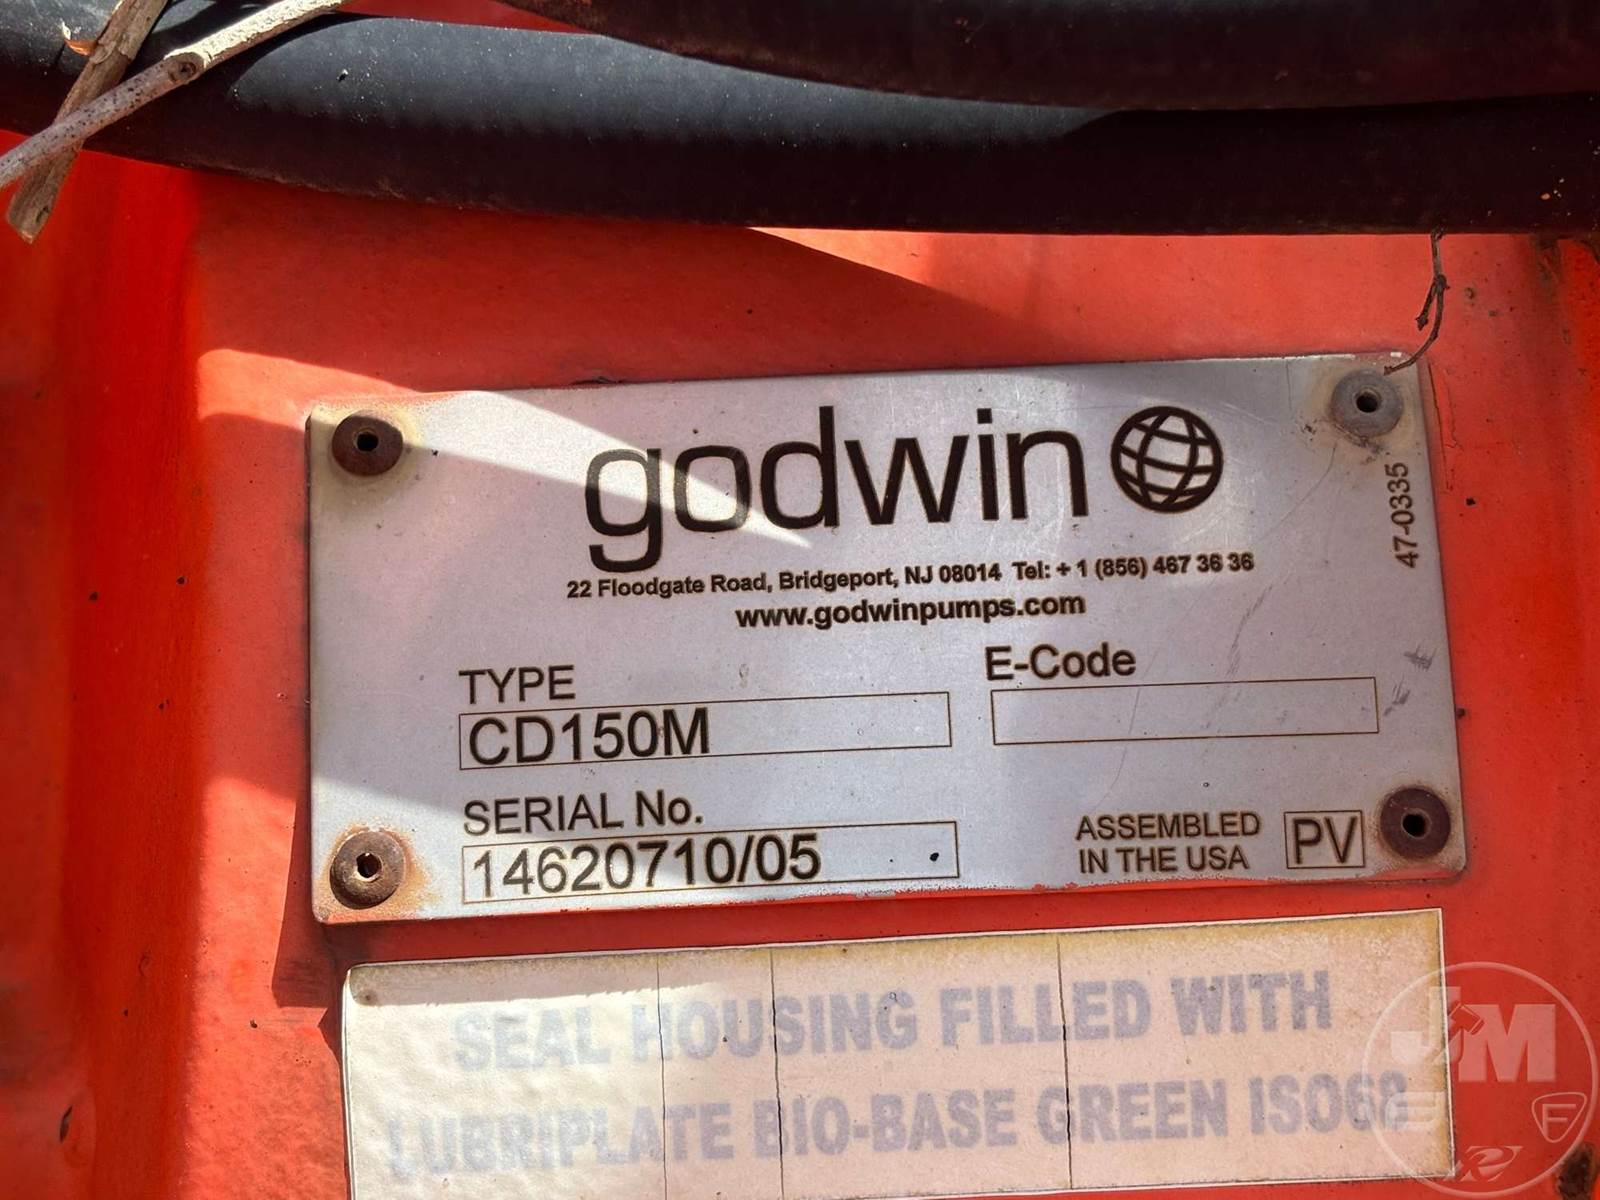 godwin
47-0335
22 Floodgate Road, Bridgeport, NJ 08014 Tel: + 1 (856) 467 36 36
www.godwinpumps.com
TYPE
CD150M
E-Code
SERIAL No.
14620710/05
ASSEMBLED
IN THE USA
PV
SEAL HOUSING FILLED WITH
LUBRIPLATE BIO-BASE GREEN ISO68
JM
E F